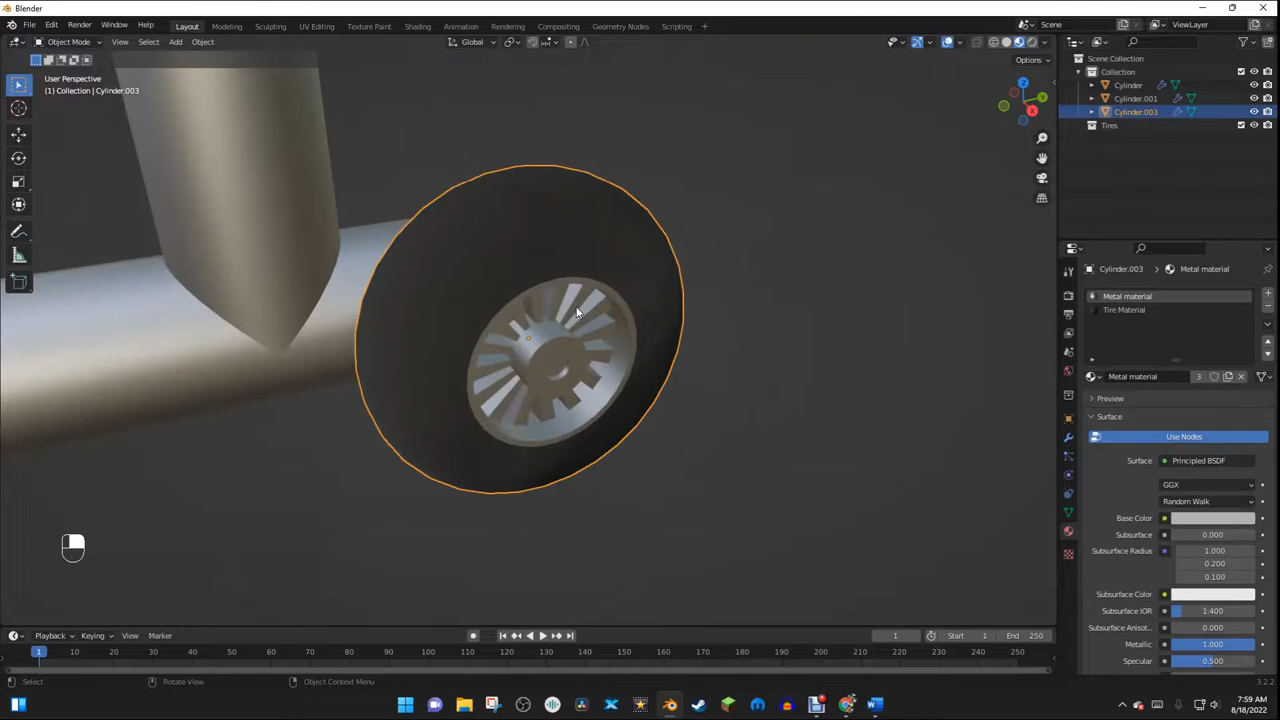 Blender
File Edit Render Window Help Layout Modeling Sculpting UV Editing Texture Paint Shading Animation Rendering Compositing Geometry Nodes Scripting + Scene ViewLayer
Object Mode View Select Add Object Global
Options
User Perspective
(1) Collection | Cylinder.003
Z
Y
X
Scene Collection
Collection
Cylinder
Cylinder.001
Cylinder.003
Tires
Cylinder.003 > Metal material
Metal material
Tire Material
Metal material 3
Preview
Surface
Use Nodes
Surface Principled BSDF
GGX
Random Walk
Base Color
Subsurface 0.000
Subsurface Radius 1.000
0.200
0.100
Subsurface Color
Subsurface IOR 1.400
Subsurface Anisot... 0.000
Metallic 1.000
Specular 0.500
Playback Keying View Marker 1 Start 1 End 250
1 10 20 30 40 50 60 70 80 90 100 110 120 130 140 150 160 170 180 190 200 210 220 230 240 250
Select Rotate View Object Context Menu 3.2.2
7:59 AM
8/18/2022